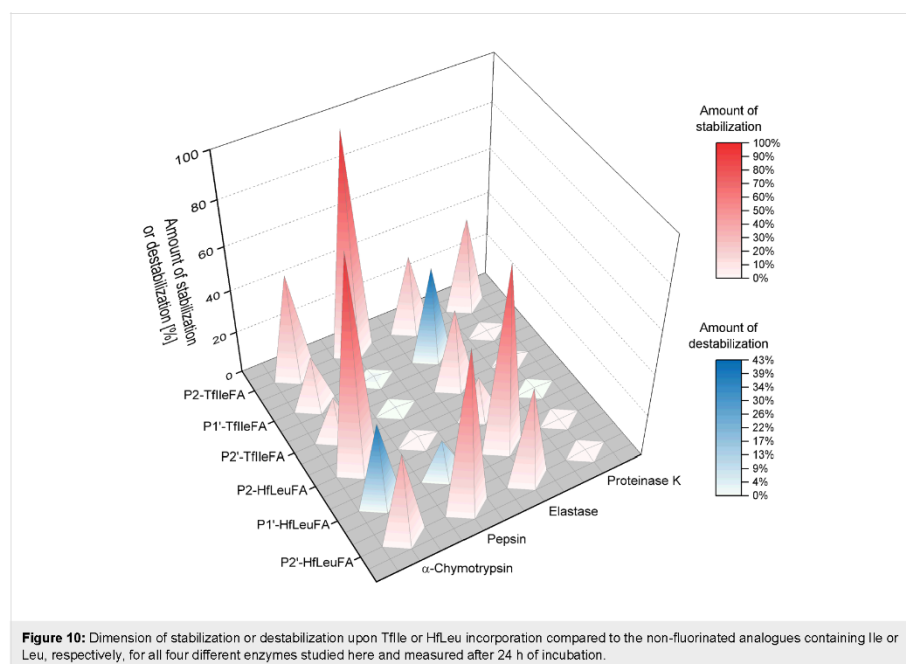 Amount of stabilization
or destabilization [%]
100
80
60
40
20
0
P2-TfIleFA
P1'-TfIleFA
P2'-TfIleFA
P2-HfLeuFA
P1'-HfLeuFA
P2'-HfLeuFA
α-Chymotrypsin
Pepsin
Elastase
Proteinase K
Amount of
stabilization
100%
90%
80%
70%
60%
50%
40%
30%
20%
10%
0%
Amount of
destabilization
43%
39%
34%
30%
26%
22%
17%
13%
9%
4%
0%
Figure 10: Dimension of stabilization or destabilization upon TfIle or HfLeu incorporation compared to the non-fluorinated analogues containing Ile or
Leu, respectively, for all four different enzymes studied here and measured after 24 h of incubation.